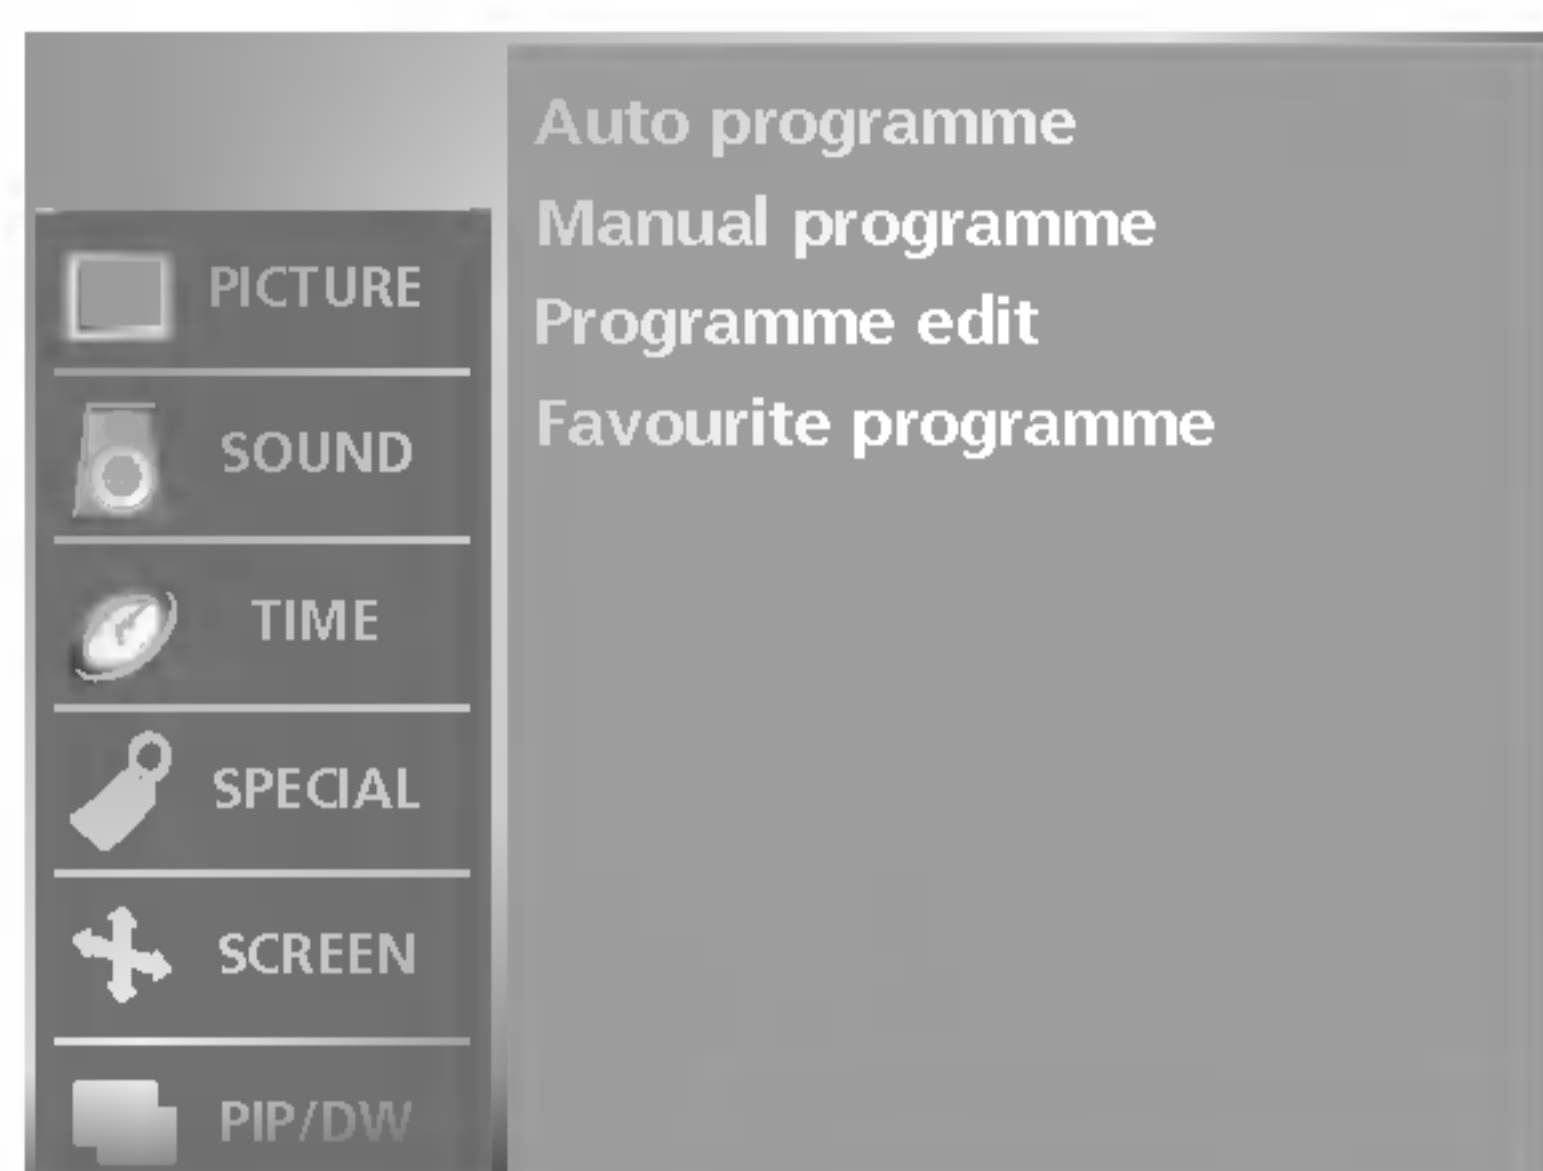 Auto programme
Manual programme
Programme edit
Favourite programme
PICTURE
SOUND
TIME
SPECIAL
SCREEN
PIP/DW